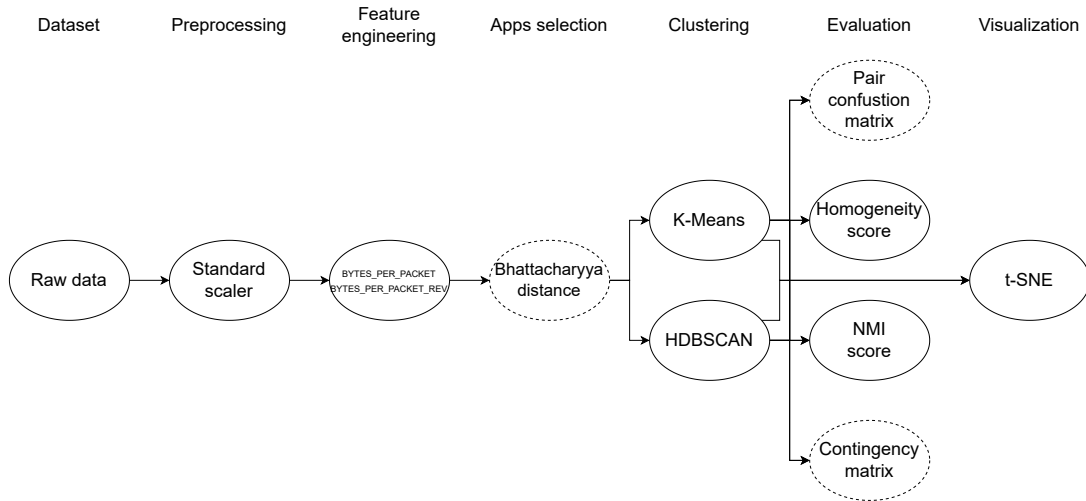 Dataset
Preprocessing
Feature
engineering
Apps selection
Clustering
Evaluation
Visualization
Raw data
Standard
scaler
BYTES_PER_PACKET
BYTES_PER_PACKET_REV
Bhattacharyya
distance
K-Means
HDBSCAN
Pair
confustion
matrix
Homogeneity
score
NMI
score
Contingency
matrix
t-SNE